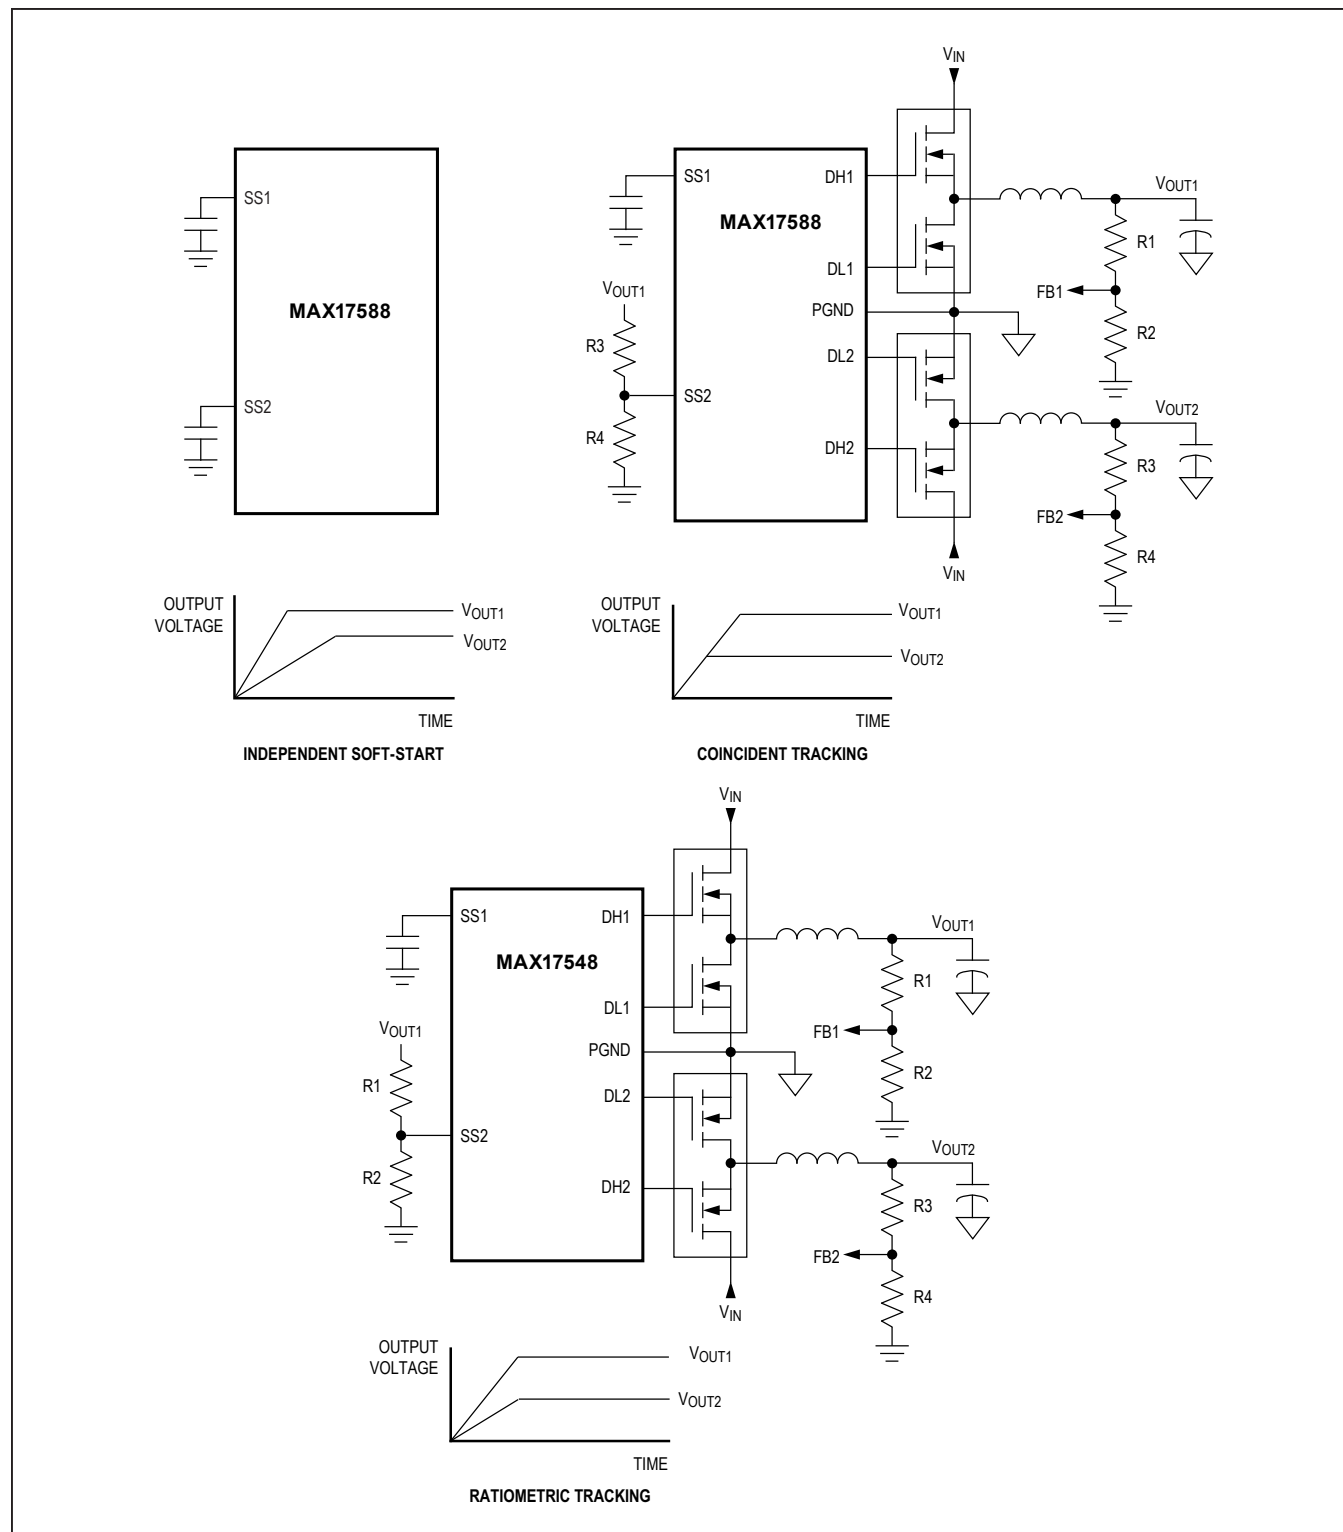 SS1
MAX17588
SS2
OUTPUT
VOLTAGE
VOUT1
VOUT2
TIME
INDEPENDENT SOFT-START
VIN
SS1
DH1
MAX17588
VOUT1
R1
DL1
FB1
VOUT1
PGND
R2
R3
DL2
SS2
VOUT2
R4
DH2
R3
FB2
R4
VIN
OUTPUT
VOLTAGE
VOUT1
VOUT2
TIME
COINCIDENT TRACKING
VIN
SS1
DH1
VOUT1
MAX17548
R1
DL1
VOUT1
FB1
PGND
R1
R2
DL2
SS2
VOUT2
R2
DH2
R3
FB2
R4
VIN
OUTPUT
VOLTAGE
VOUT1
VOUT2
TIME
RATIOMETRIC TRACKING